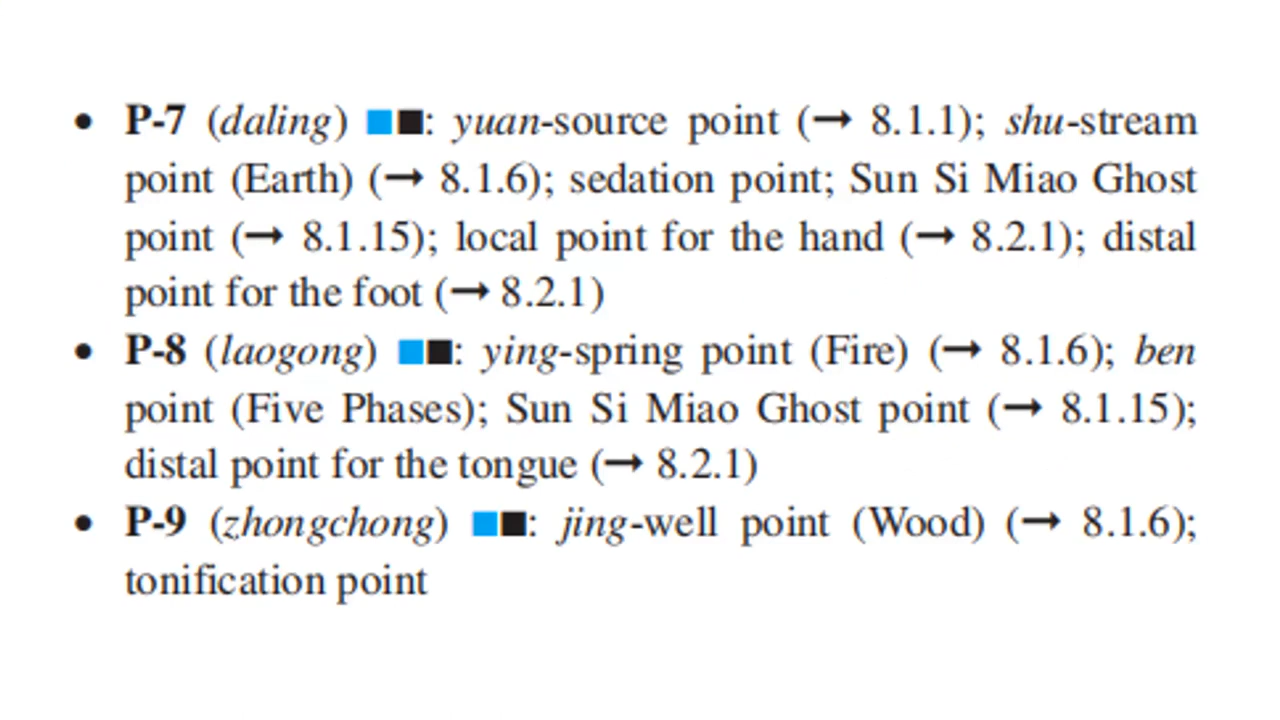 • P-7 (daling) ■■: yuan-source point (→ 8.1.1); shu-stream
point (Earth) (→ 8.1.6); sedation point; Sun Si Miao Ghost
point (→ 8.1.15); local point for the hand (→ 8.2.1); distal
point for the foot (→ 8.2.1)
• P-8 (laogong) ■■: ying-spring point (Fire) (→ 8.1.6); ben
point (Five Phases); Sun Si Miao Ghost point (→ 8.1.15);
distal point for the tongue (→ 8.2.1)
• P-9 (zhongchong) ■■: jing-well point (Wood) (→ 8.1.6);
tonification point